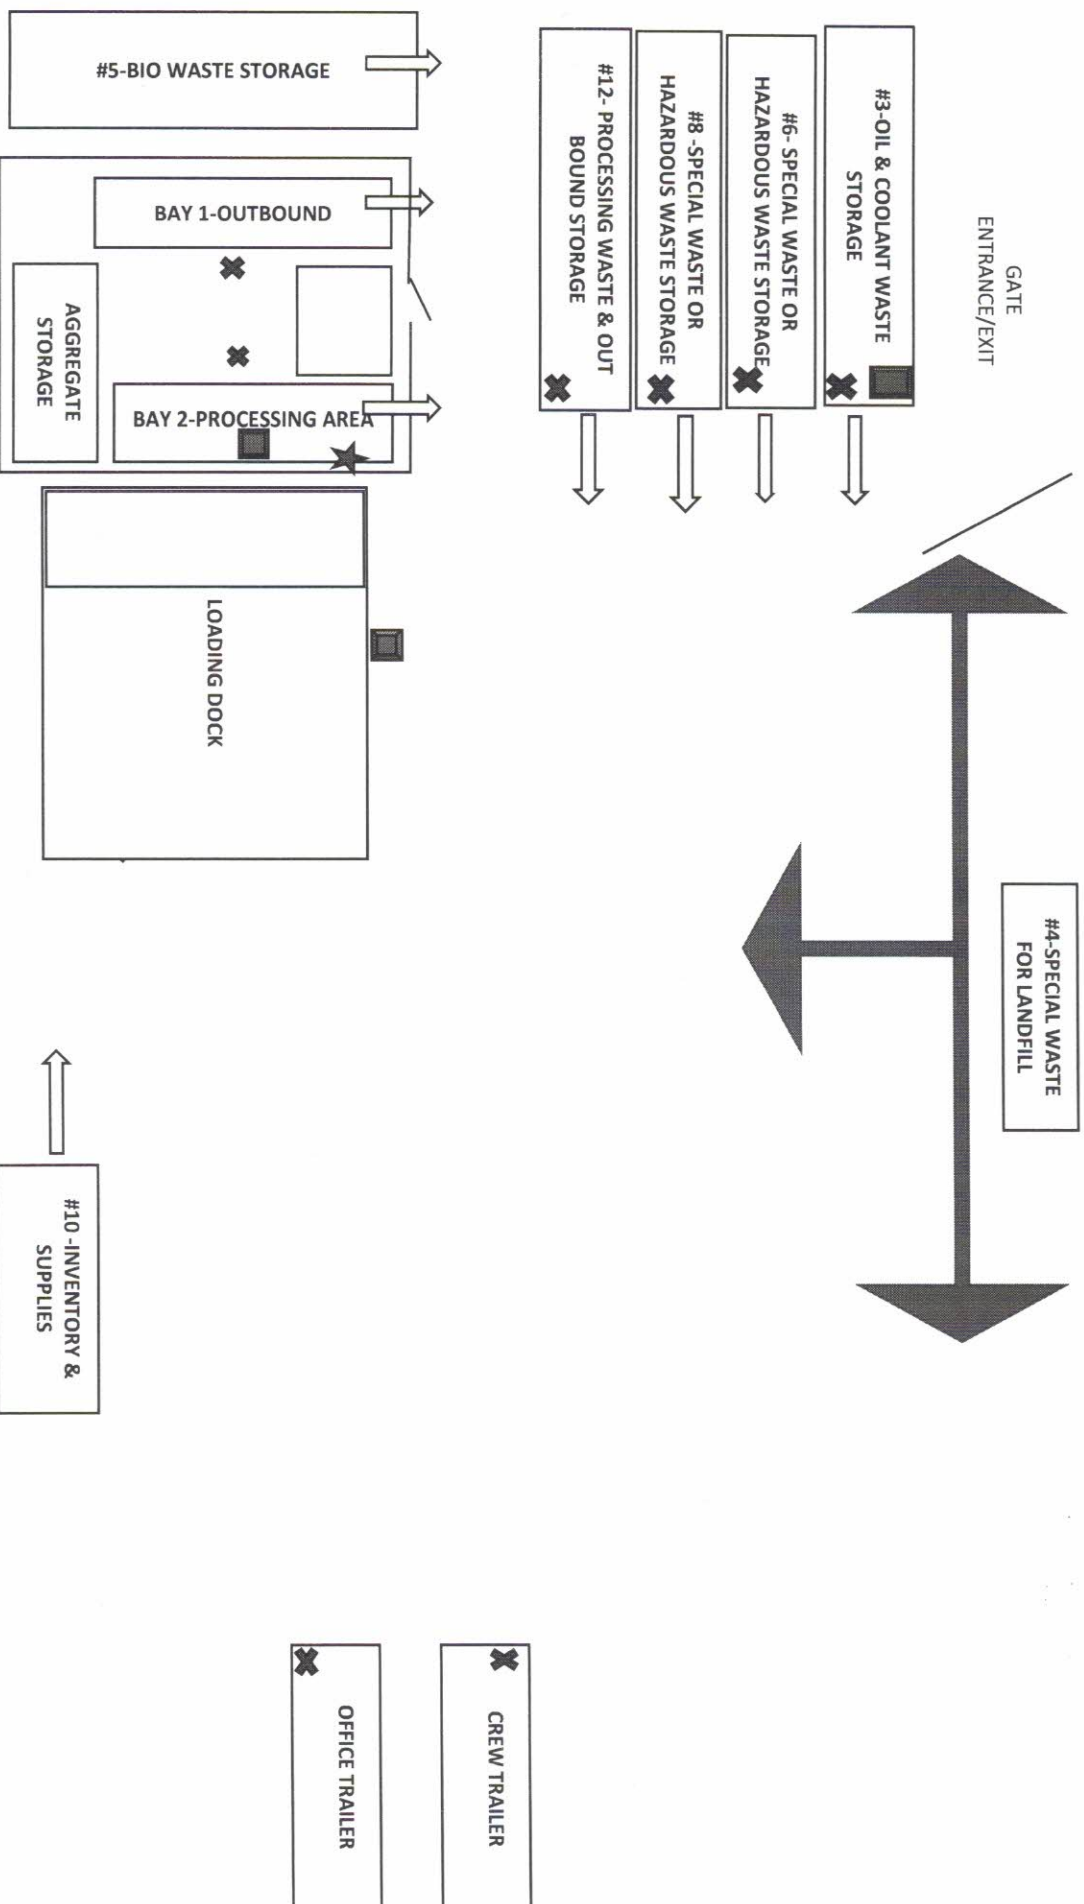 #5-BIO WASTE STORAGE
BAY 1-OUTBOUND
AGGREGATE
STORAGE
BAY 2-PROCESSING AREA
LOADING DOCK
#12- PROCESSING WASTE & OUT
BOUND STORAGE
#8 -SPECIAL WASTE OR
HAZARDOUS WASTE STORAGE
#6- SPECIAL WASTE OR
HAZARDOUS WASTE STORAGE
#3-OIL & COOLANT WASTE
STORAGE
GATE
ENTRANCE/EXIT
#4-SPECIAL WASTE
FOR LANDFILL
#10 -INVENTORY &
SUPPLIES
OFFICE TRAILER
CREW TRAILER